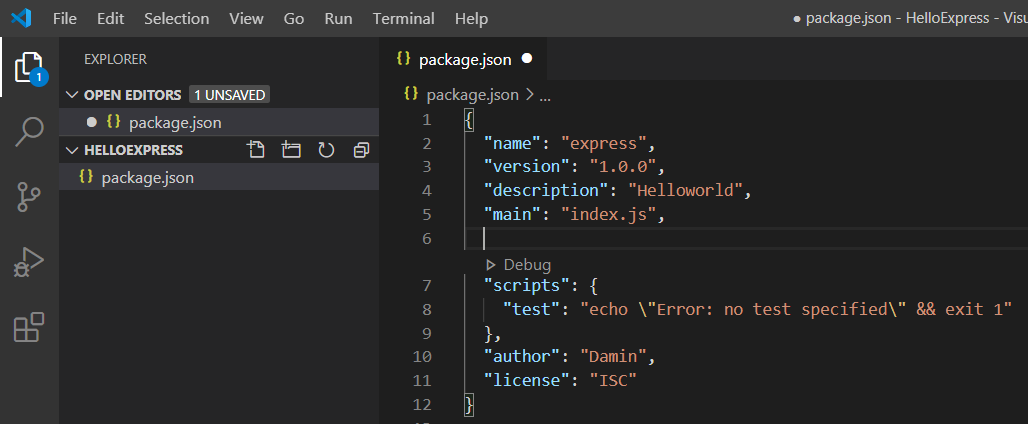 File Edit Selection View Go Run Terminal Help ● package.json - HelloExpress - Visu
EXPLORER
OPEN EDITORS 1 UNSAVED
● {} package.json
HELLOEXPRESS
{} package.json
1
{} package.json ●
{} package.json > ...
1 {
2 "name": "express",
3 "version": "1.0.0",
4 "description": "Helloworld",
5 "main": "index.js",
6
Debug
7 "scripts": {
8 "test": "echo \"Error: no test specified\" && exit 1"
9 },
10 "author": "Damin",
11 "license": "ISC"
12 }